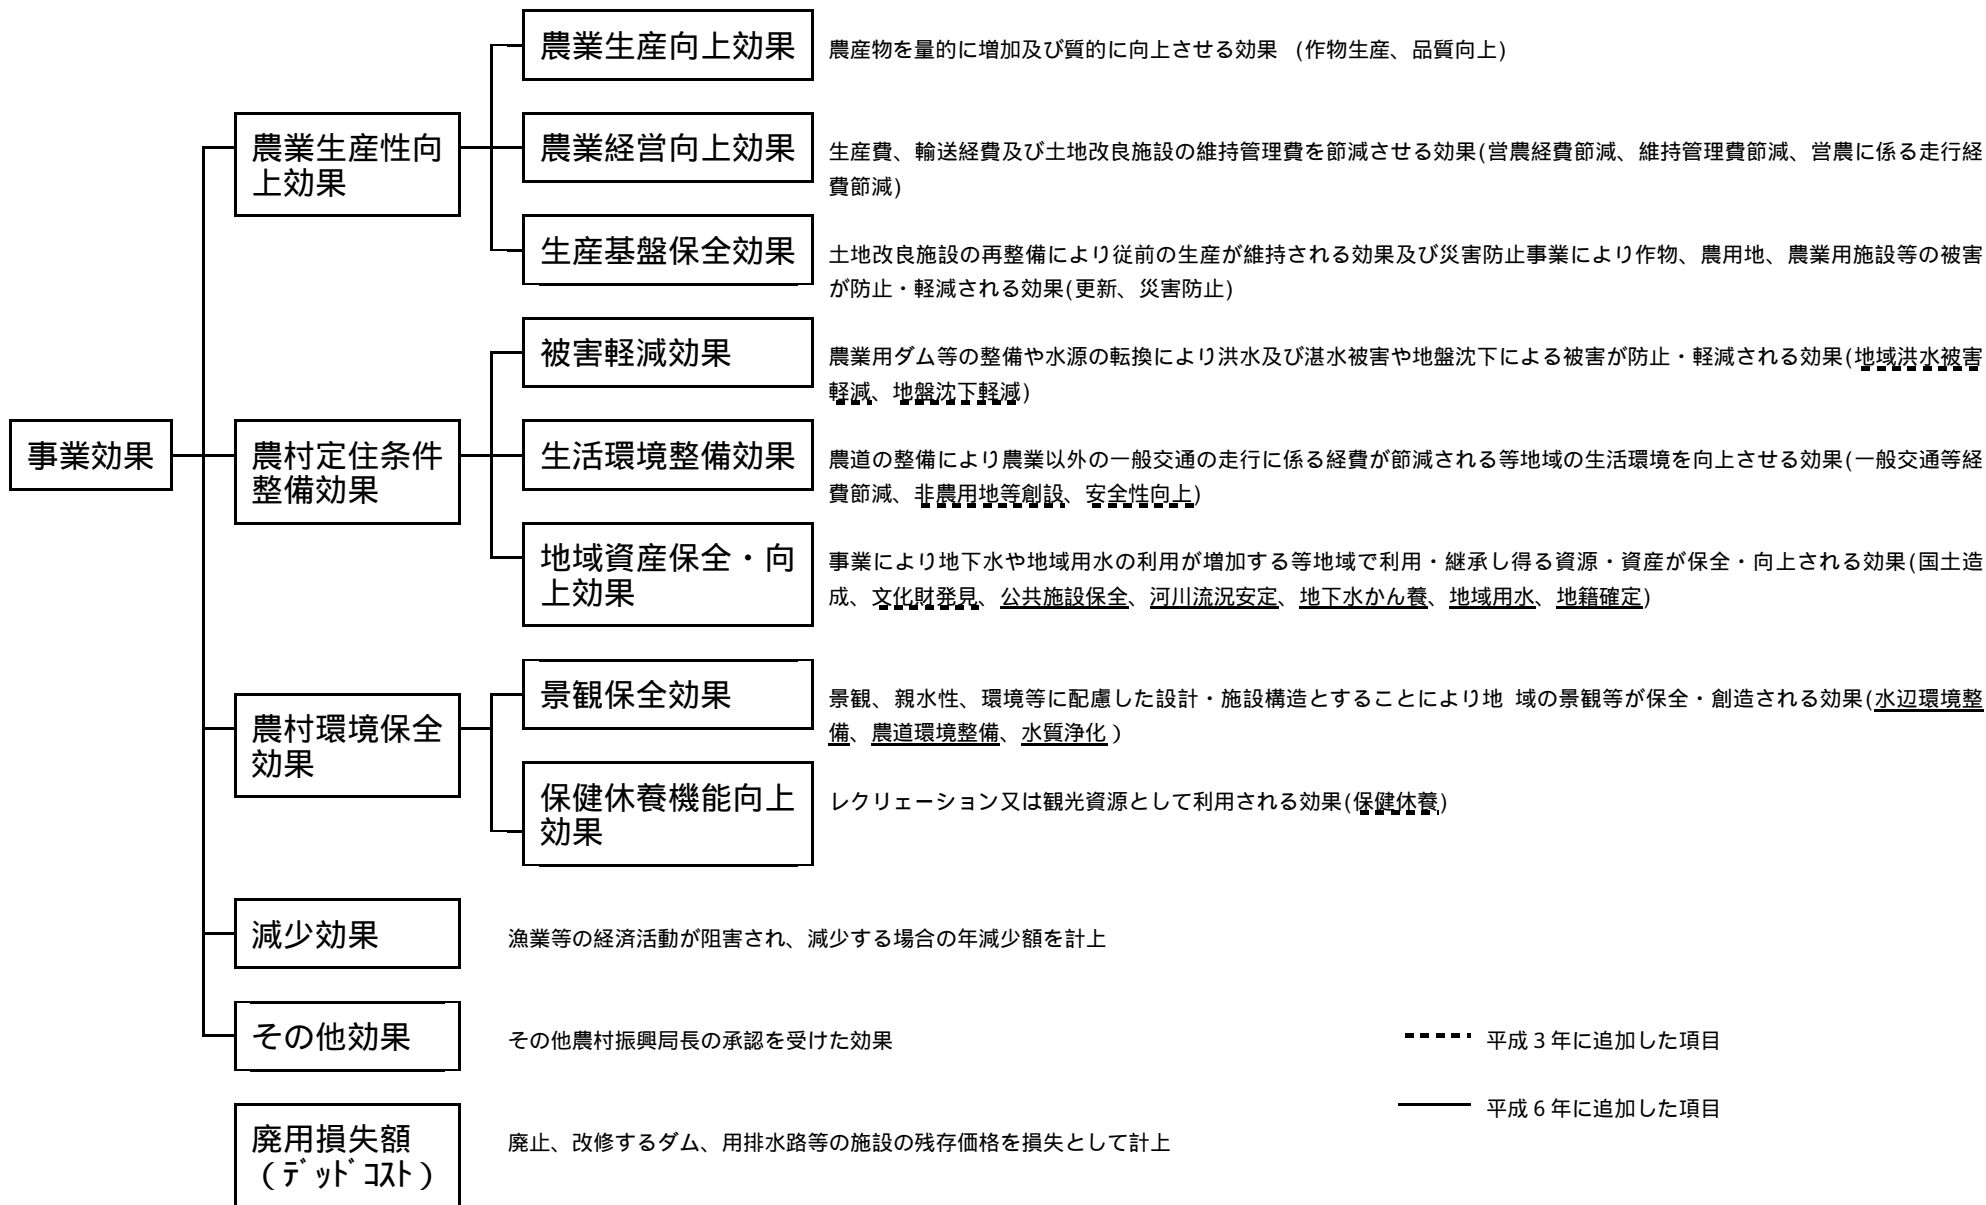 農業生産向上効果
農産物を量的に増加及び質的に向上させる効果 (作物生産、品質向上)
農業生産性向
上効果
農業経営向上効果
生産費、輸送経費及び土地改良施設の維持管理費を節減させる効果(営農経費節減、維持管理費節減、営農に係る走行経
費節減)
生産基盤保全効果
土地改良施設の再整備により従前の生産が維持される効果及び災害防止事業により作物、農用地、農業用施設等の被害
が防止・軽減される効果(更新、災害防止)
被害軽減効果
農業用ダム等の整備や水源の転換により洪水及び湛水被害や地盤沈下による被害が防止・軽減される効果(地域洪水被害
軽減、地盤沈下軽減)
事業効果
農村定住条件
整備効果
生活環境整備効果
農道の整備により農業以外の一般交通の走行に係る経費が節減される等地域の生活環境を向上させる効果(一般交通等経
費節減、非農用地等創設、安全性向上)
地域資産保全・向
上効果
事業により地下水や地域用水の利用が増加する等地域で利用・継承し得る資源・資産が保全・向上される効果(国土造
成、文化財発見、公共施設保全、河川流況安定、地下水かん養、地域用水、地籍確定)
農村環境保全
効果
景観保全効果
景観、親水性、環境等に配慮した設計・施設構造とすることにより地 域の景観等が保全・創造される効果(水辺環境整
備、農道環境整備、水質浄化)
保健休養機能向上
効果
レクリェーション又は観光資源として利用される効果(保健休養)
減少効果
漁業等の経済活動が阻害され、減少する場合の年減少額を計上
その他効果
その他農村振興局長の承認を受けた効果
平成3年に追加した項目
平成6年に追加した項目
廃用損失額
(ﾃﾞｯﾄﾞｺｽﾄ)
廃止、改修するダム、用排水路等の施設の残存価格を損失として計上